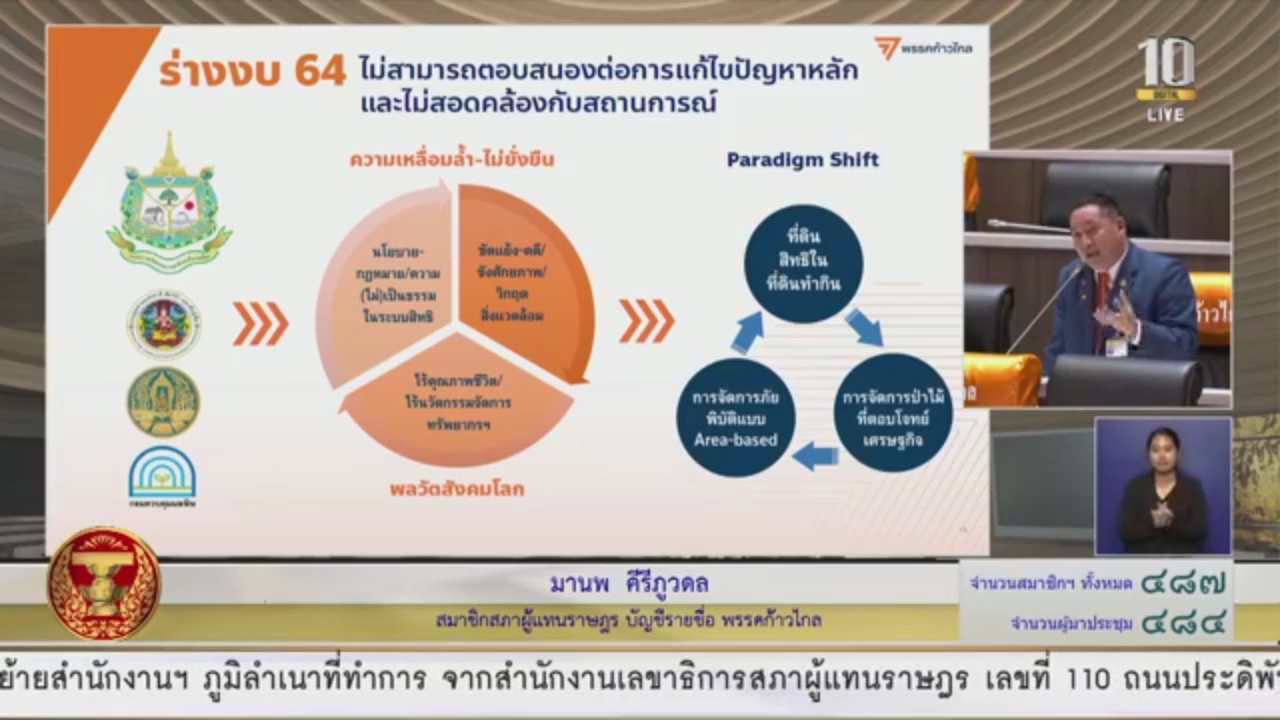 พรรคก้าวไกล
ร่างงบ 64 ไม่สามารถตอบสนองต่อการแก้ไขปัญหาหลัก
และไม่สอดคล้องกับสถานการณ์
10
DIGITAL
LIVE
ความเหลื่อมล้ำ-ไม่ยั่งยืน
นโยบาย-
กฎหมาย/ความ
(ไม่)เป็นธรรม
ในระบบสิทธิ
ขัดแย้ง-คดี/
ขังศักยภาพ/
วิกฤต
สิ่งแวดล้อม
ไร้คุณภาพชีวิต/
ไร้นวัตกรรมจัดการ
ทรัพยากรฯ
พลวัตสังคมโลก
Paradigm Shift
ที่ดิน
สิทธิใน
ที่ดินทำกิน
การจัดการภัย
พิบัติแบบ
Area-based
การจัดการป่าไม้
ที่ตอบโจทย์
เศรษฐกิจ
กรมควบคุมมลพิษ
มานพ คีรีภูวดล
สมาชิกสภาผู้แทนราษฎร บัญชีรายชื่อ พรรคก้าวไกล
จำนวนสมาชิกฯ ทั้งหมด ๔๘๗
จำนวนผู้มาประชุม ๔๘๔
ย้ายสำนักงานฯ ภูมิลำเนาที่ทำการ จากสำนักงานเลขาธิการสภาผู้แทนราษฎร เลขที่ 110 ถนนประดิพั